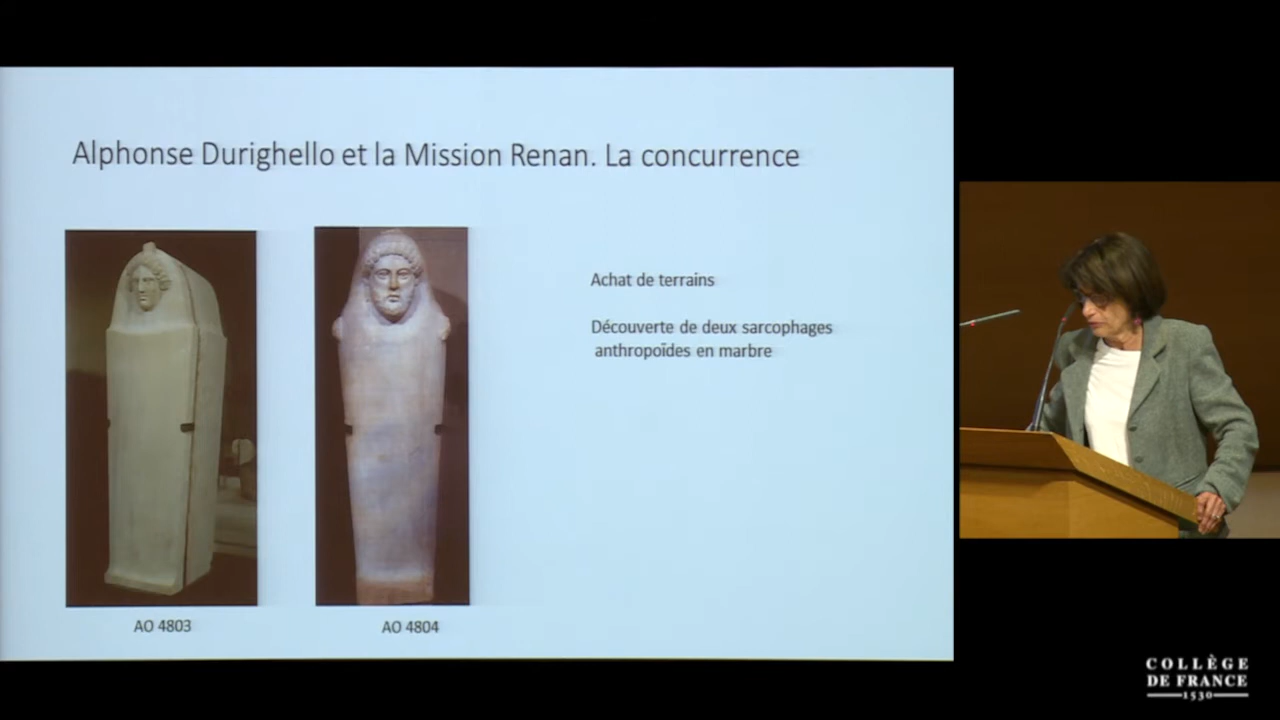 Alphonse Durighello et la Mission Renan. La concurrence
Achat de terrains
Découverte de deux sarcophages
anthropoïdes en marbre
AO 4803
AO 4804
COLLÈGE
DE FRANCE
1530